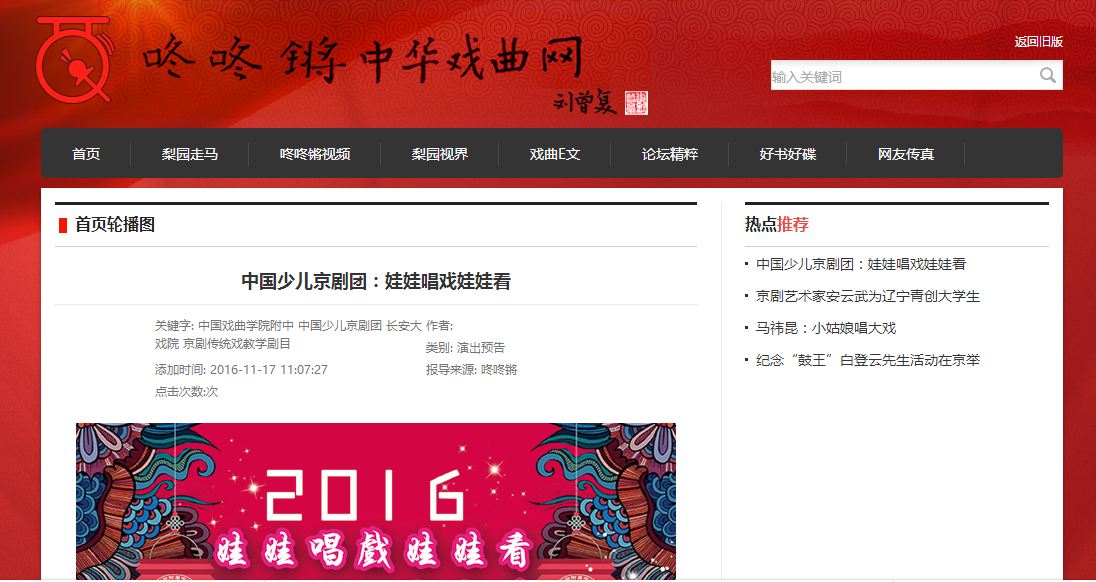 咚咚锵中华戏曲网
刘曾复
返回旧版
输入关键词
首页 梨园走马 咚咚锵视频 梨园视界 戏曲E文 论坛精粹 好书好碟 网友传真
首页轮播图
中国少儿京剧团：娃娃唱戏娃娃看
关键字: 中国戏曲学院附中 中国少儿京剧团 长安大 作者:
戏院 京剧传统戏教学剧目
类别: 演出预告
添加时间: 2016-11-17 11:07:27 报导来源: 咚咚锵
点击次数:次
2016
娃娃唱戲娃娃看
热点推荐
中国少儿京剧团：娃娃唱戏娃娃看
京剧艺术家安云武为辽宁青创大学生
马祎昆：小姑娘唱大戏
纪念“鼓王”白登云先生活动在京举